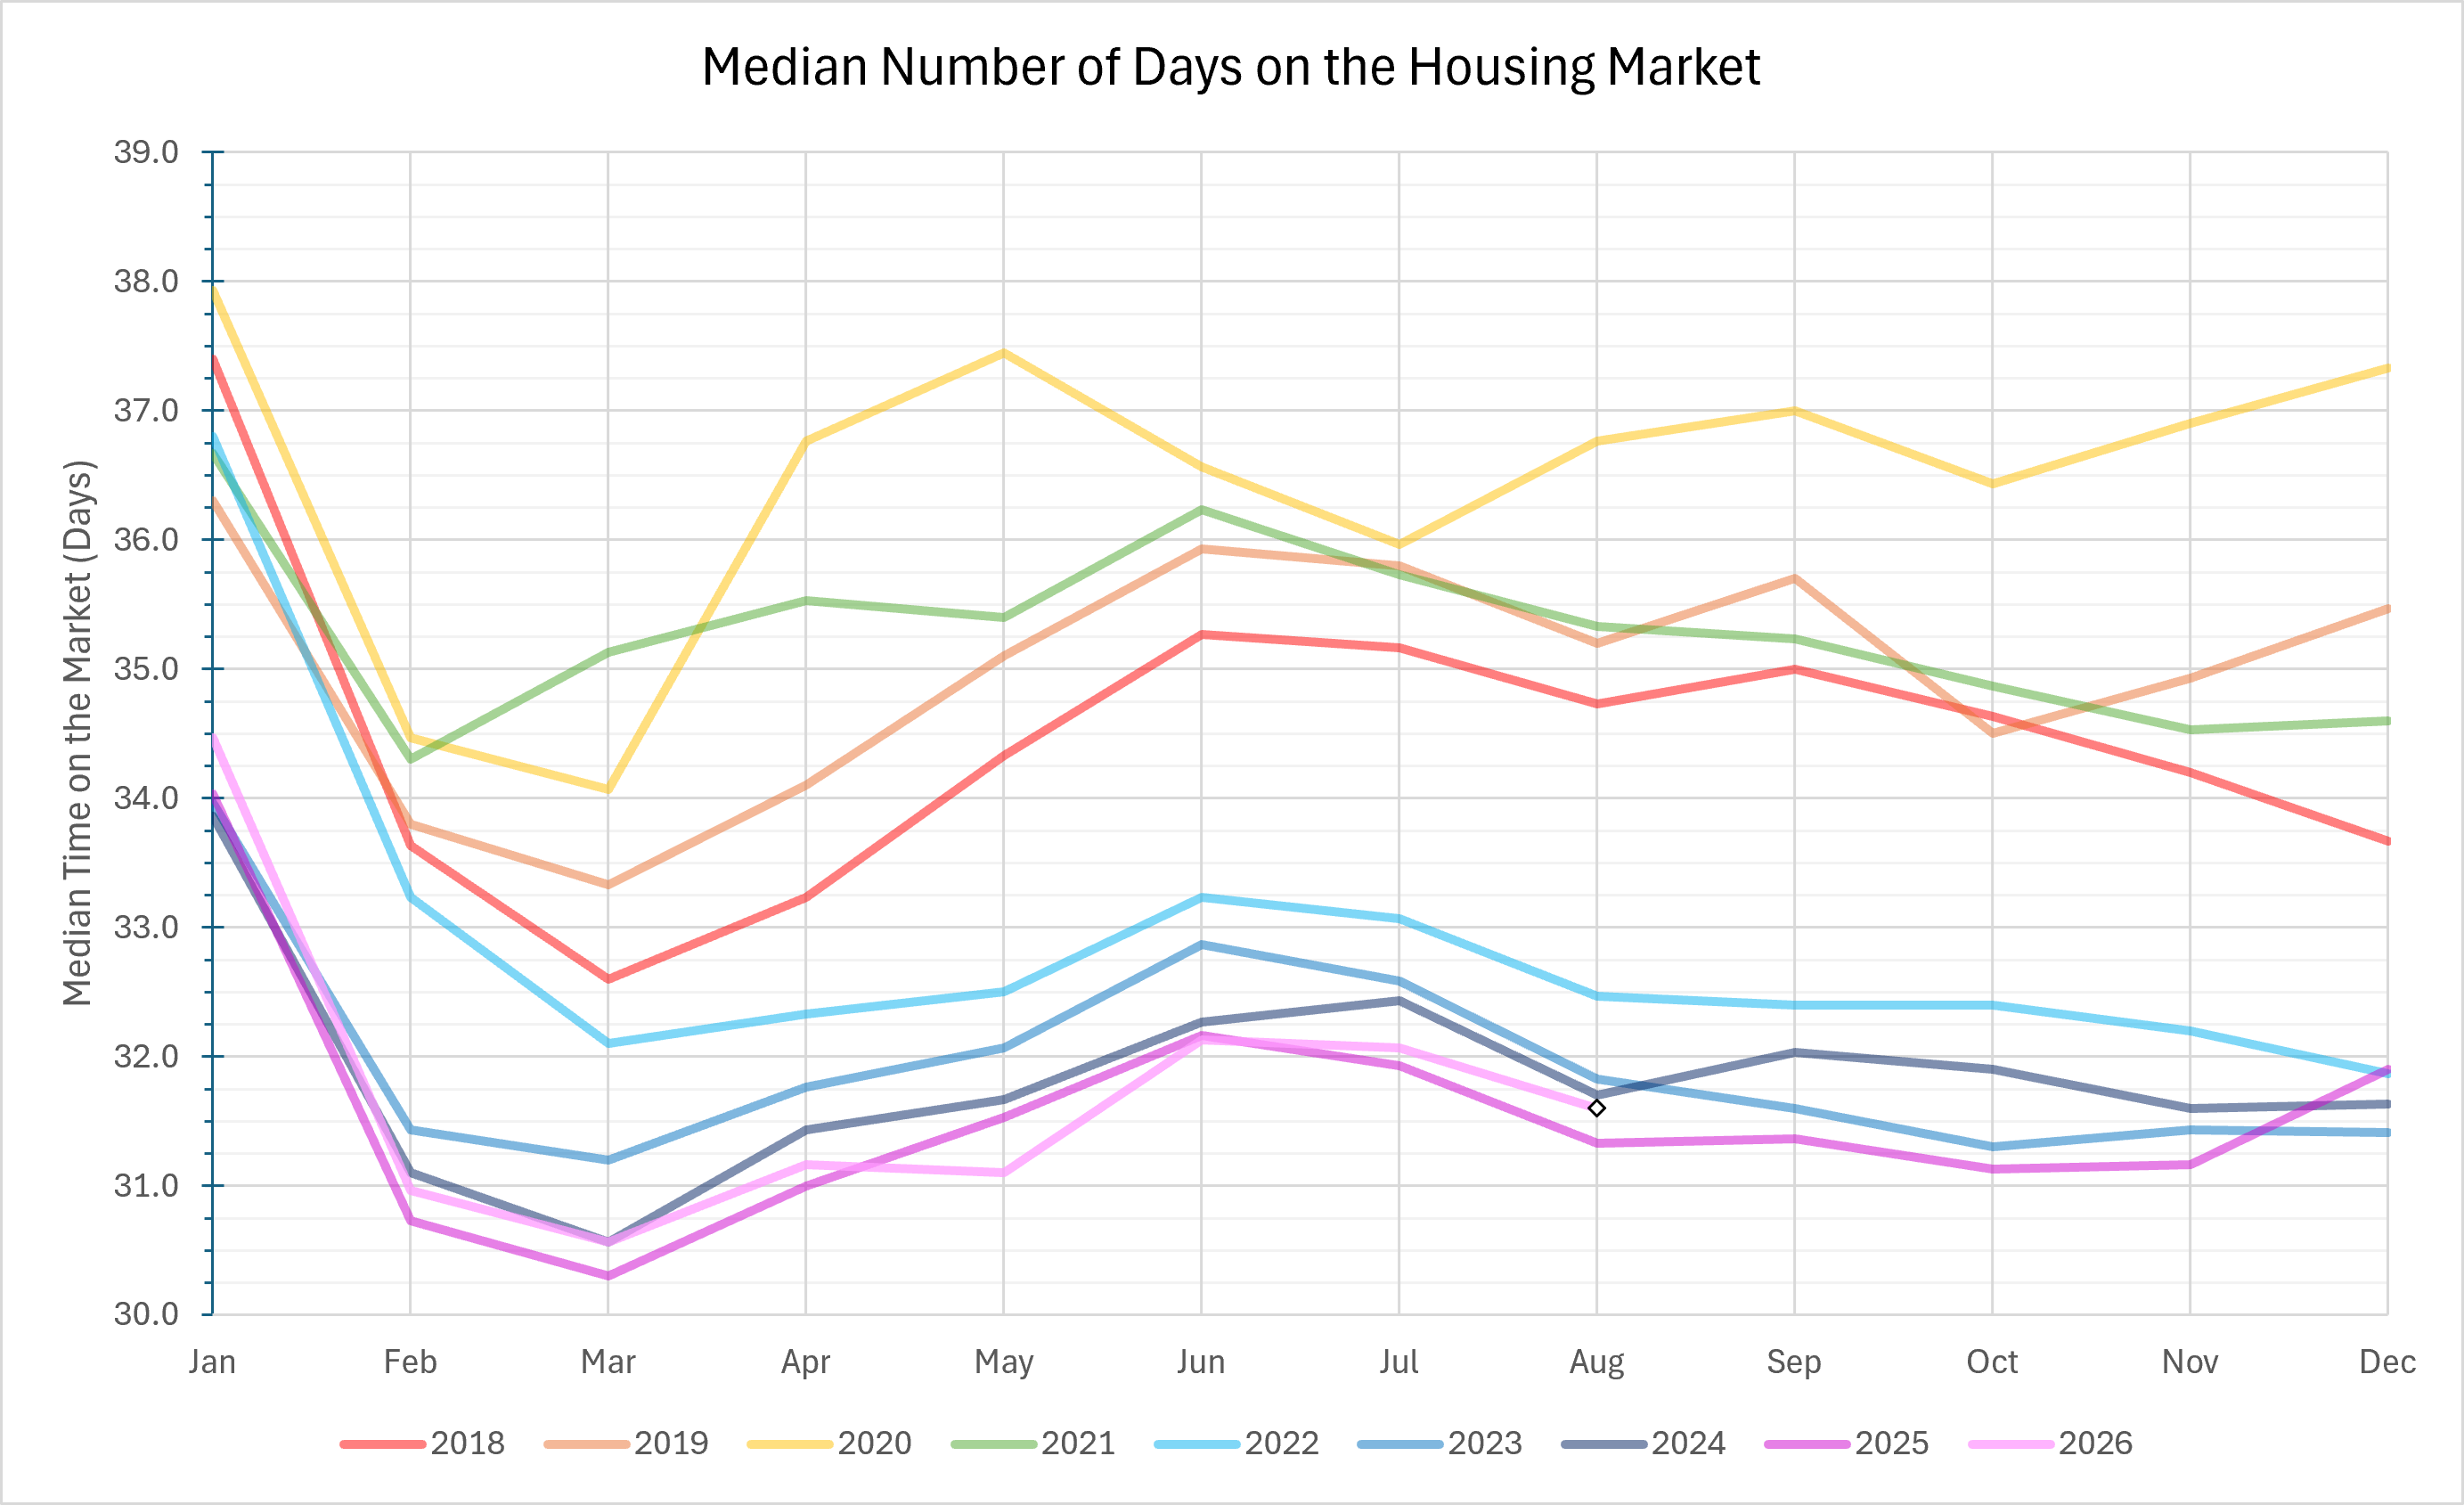 Median Number of Days on the Housing Market
Median Time on the Market (Days)
39.0
38.0
37.0
36.0
35.0
34.0
33.0
32.0
31.0
30.0
Jan Feb Mar Apr May Jun Jul Aug Sep Oct Nov Dec
2018 2019 2020 2021 2022 2023 2024 2025 2026